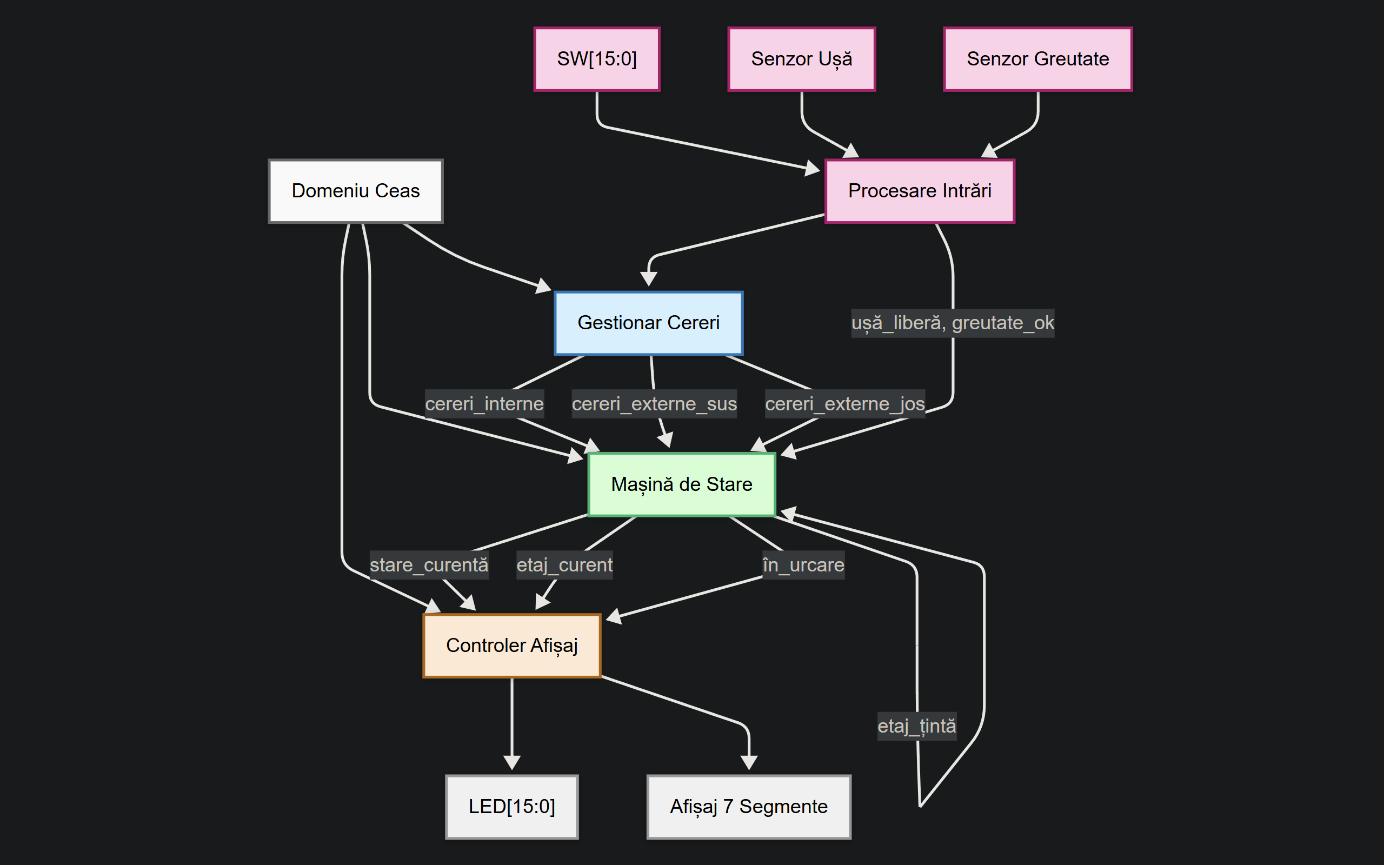 SW[15:0]
Senzor Ușă
Senzor Greutate
Domeniu Ceas
Procesare Intrări
Gestionar Cereri
ușă_liberă, greutate_ok
cereri_interne
cereri_externe_sus
cereri_externe_jos
Mașină de Stare
stare_curentă
etaj_curent
în_urcare
Controler Afișaj
etaj_țintă
LED[15:0]
Afișaj 7 Segmente